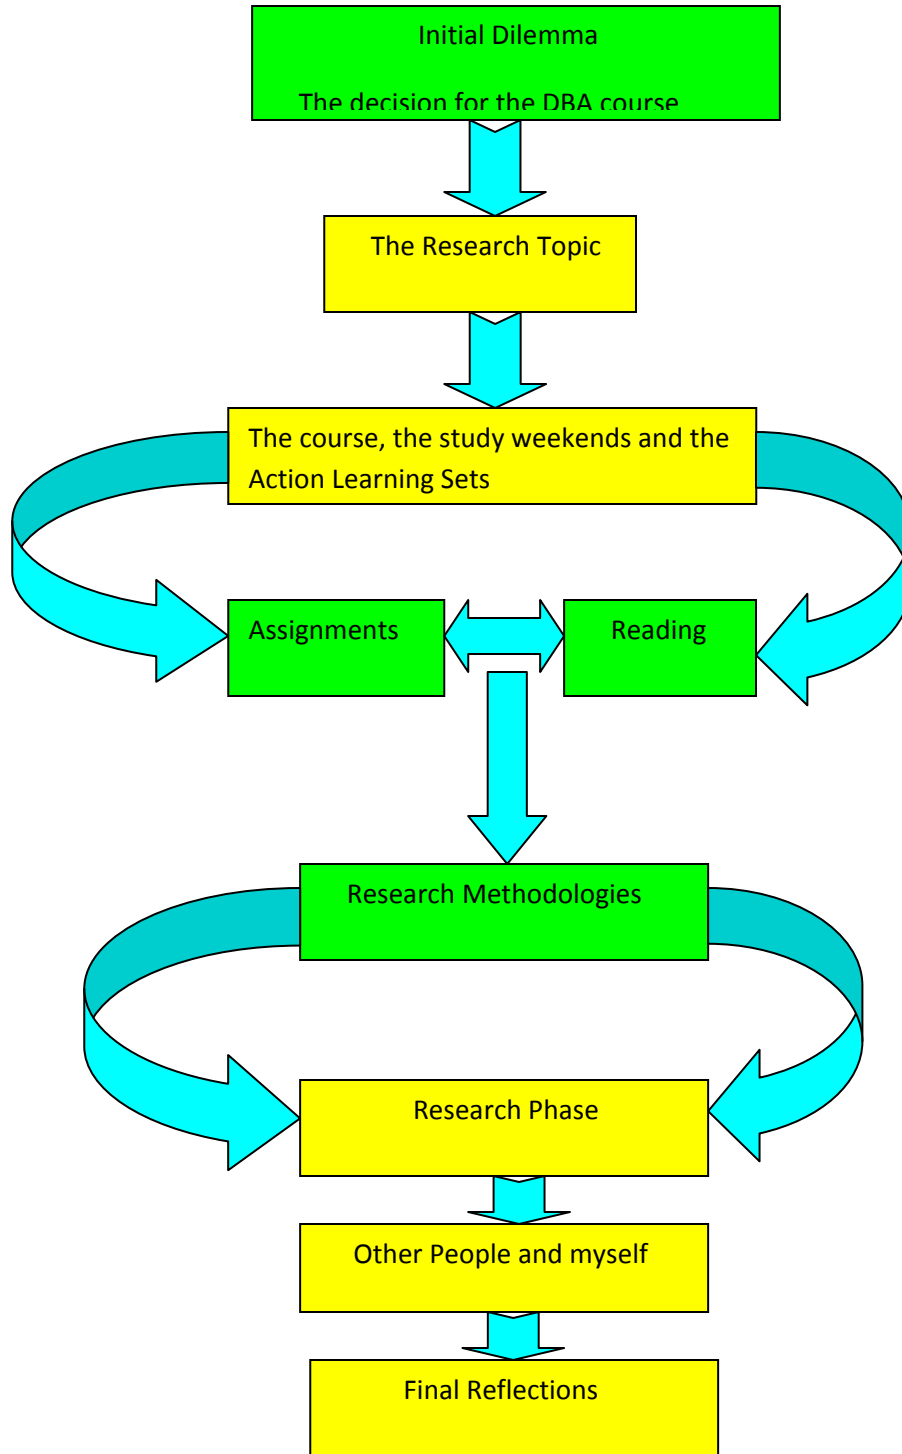 Initial Dilemma
The decision for the DBA course
The Research Topic
The course, the study weekends and the
Action Learning Sets
Assignments
Reading
Research Methodologies
Research Phase
Other People and myself
Final Reflections